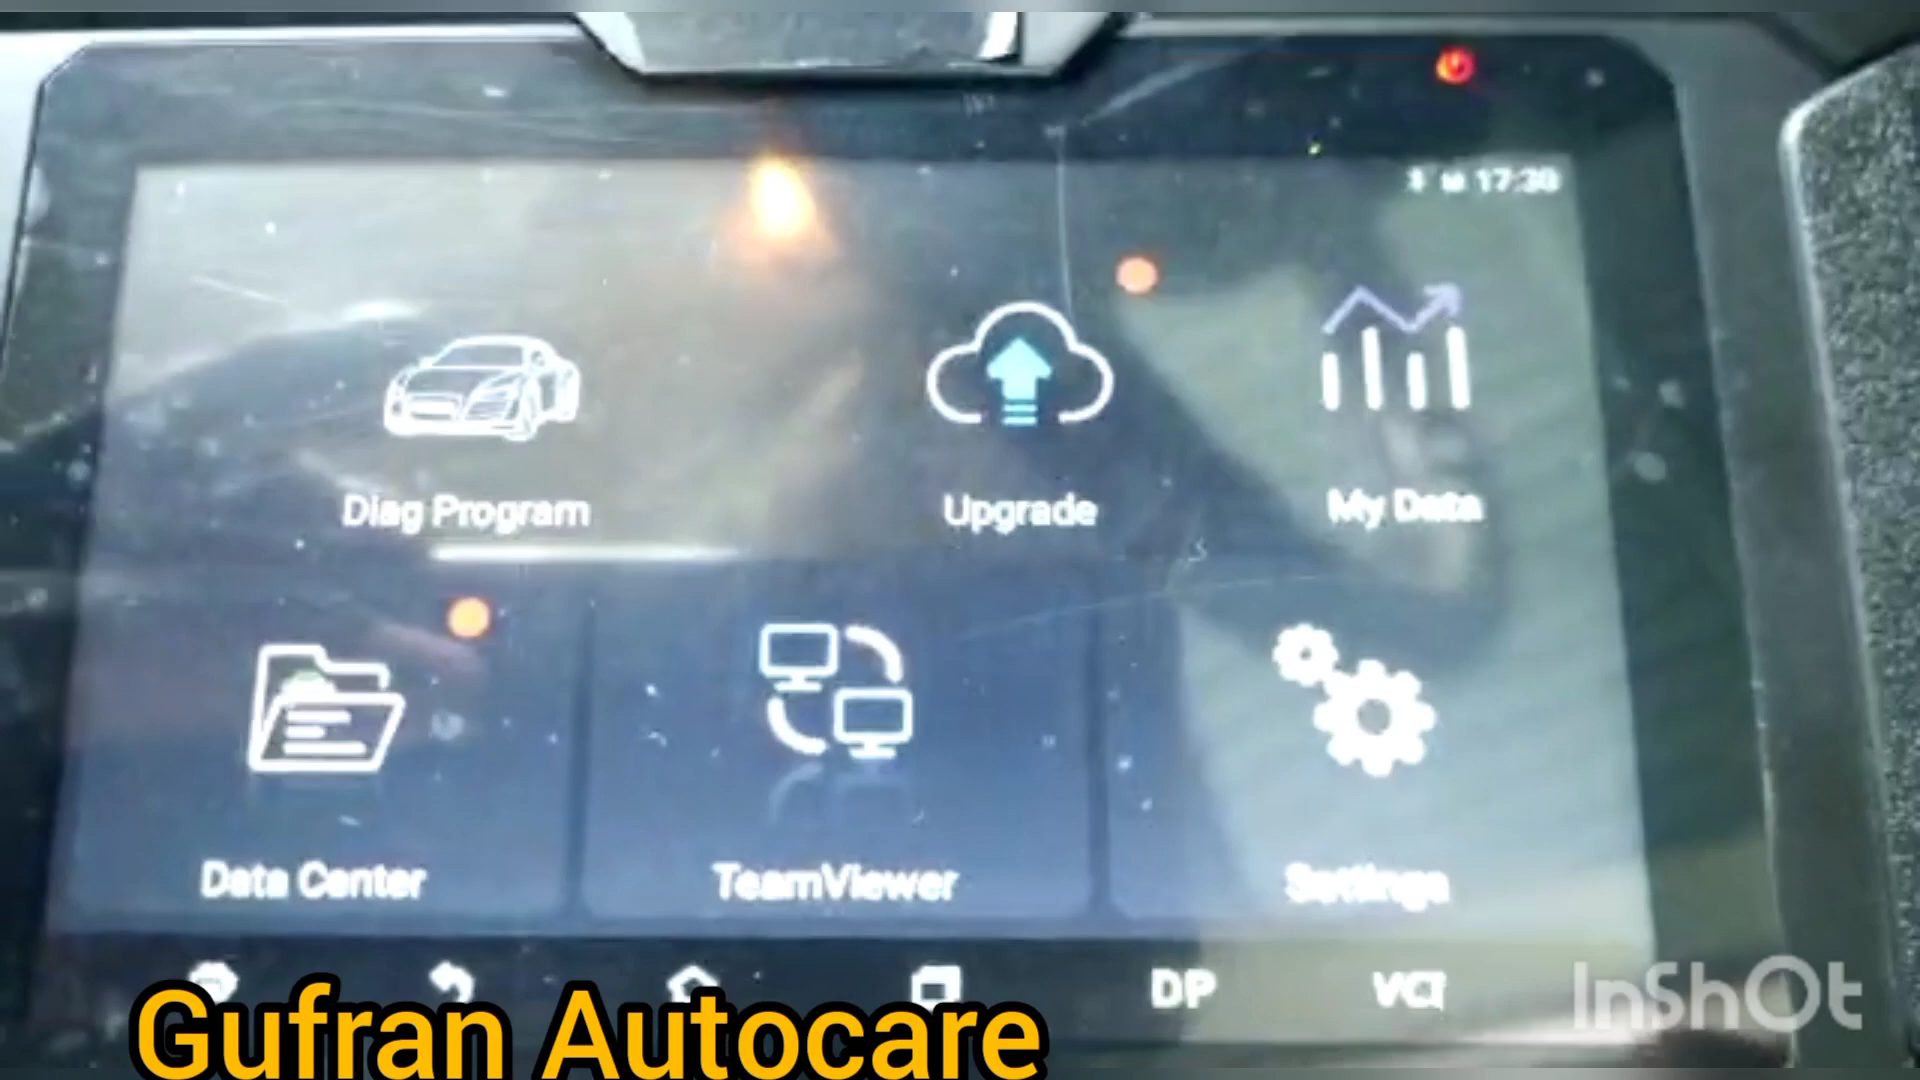 17:30
Diag Program
Upgrade
My Data
Data Center
TeamViewer
Settings
DP
VCI
InShOt
Gufran Autocare